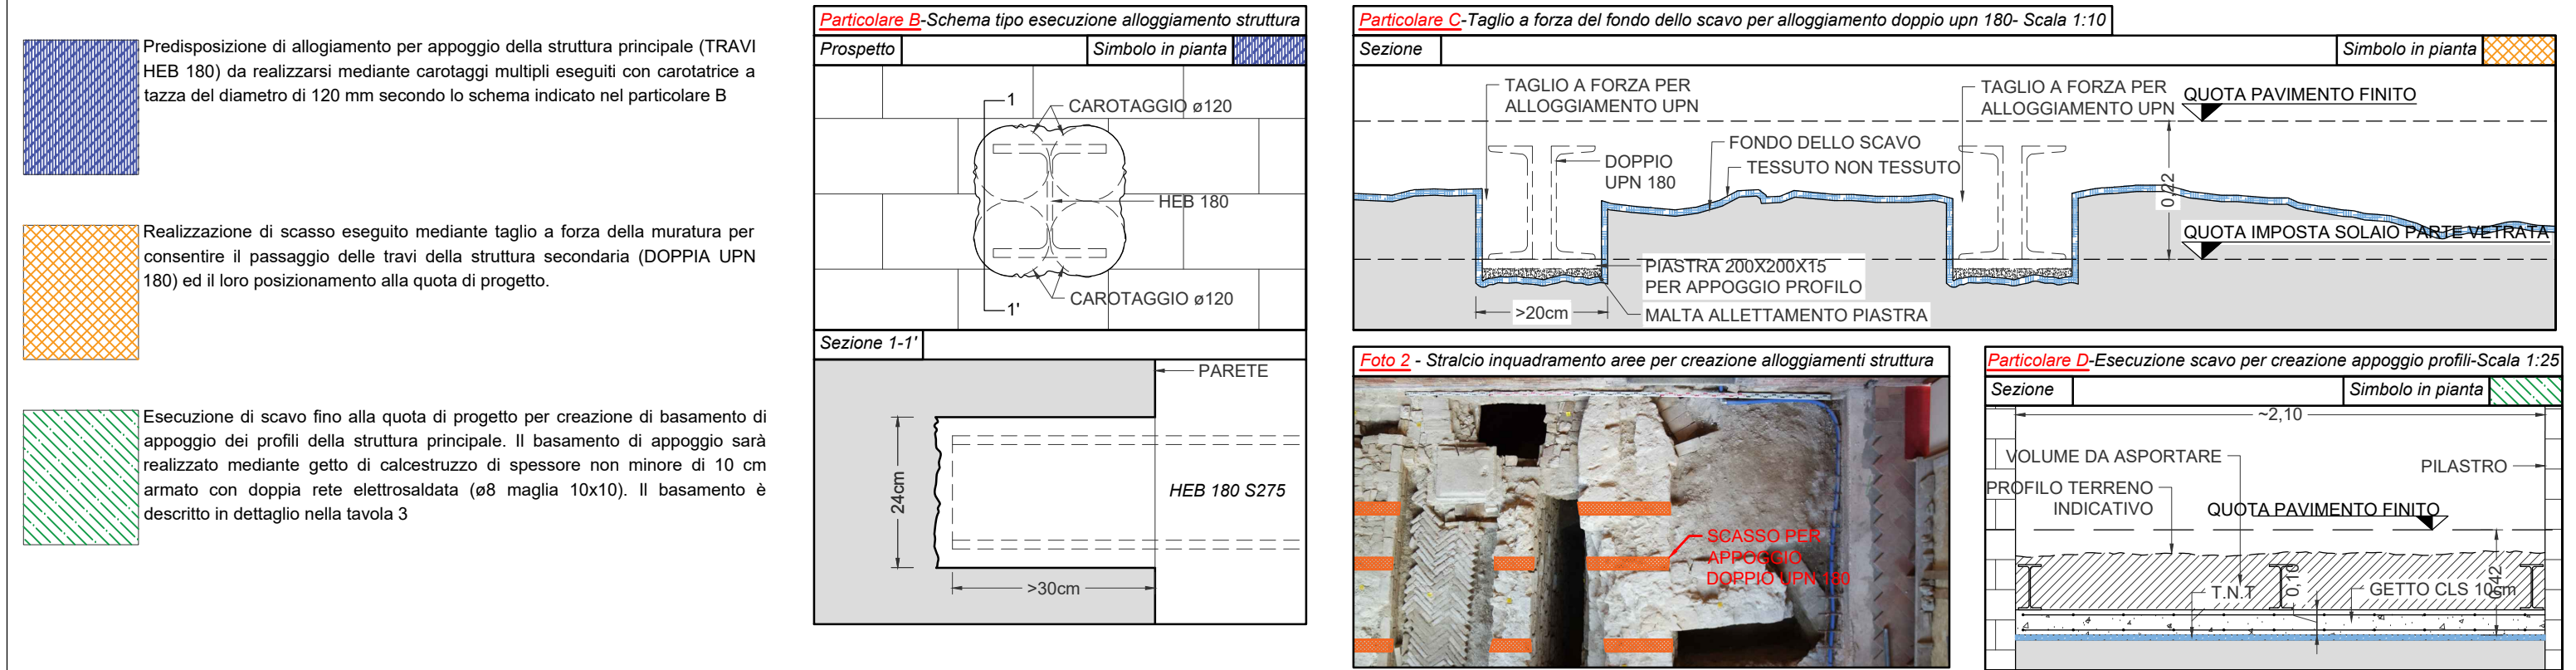 Predisposizione di allogiamento per appoggio della struttura principale (TRAVI
HEB 180) da realizzarsi mediante carotaggi multipli eseguiti con carotatrice a
tazza del diametro di 120 mm secondo lo schema indicato nel particolare B
Realizzazione di scasso eseguito mediante taglio a forza della muratura per
consentire il passaggio delle travi della struttura secondaria (DOPPIA UPN
180) ed il loro posizionamento alla quota di progetto.
Esecuzione di scavo fino alla quota di progetto per creazione di basamento di
appoggio dei profili della struttura principale. Il basamento di appoggio sarà
realizzato mediante getto di calcestruzzo di spessore non minore di 10 cm
armato con doppia rete elettrosaldata (ø8 maglia 10x10). Il basamento è
descritto in dettaglio nella tavola 3
Particolare B-Schema tipo esecuzione alloggiamento struttura
Prospetto
Simbolo in pianta
1
CAROTAGGIO ø120
HEB 180
CAROTAGGIO ø120
1'
Sezione 1-1'
PARETE
24cm
HEB 180 S275
>30cm
Particolare C-Taglio a forza del fondo dello scavo per alloggiamento doppio upn 180- Scala 1:10
Sezione
Simbolo in pianta
TAGLIO A FORZA PER
ALLOGGIAMENTO UPN
TAGLIO A FORZA PER
ALLOGGIAMENTO UPN
QUOTA PAVIMENTO FINITO
FONDO DELLO SCAVO
TESSUTO NON TESSUTO
DOPPIO
UPN 180
0,22
QUOTA IMPOSTA SOLAIO PARTE VETRATA
PIASTRA 200X200X15
PER APPOGGIO PROFILO
>20cm
MALTA ALLETTAMENTO PIASTRA
Foto 2 - Stralcio inquadramento aree per creazione alloggiamenti struttura
SCASSO PER
APPOGGIO
DOPPIO UPN 180
Particolare D-Esecuzione scavo per creazione appoggio profili-Scala 1:25
Sezione
Simbolo in pianta
~2,10
VOLUME DA ASPORTARE
PILASTRO
PROFILO TERRENO
INDICATIVO
QUOTA PAVIMENTO FINITO
T.N.T
0,10
GETTO CLS 10cm
0,42